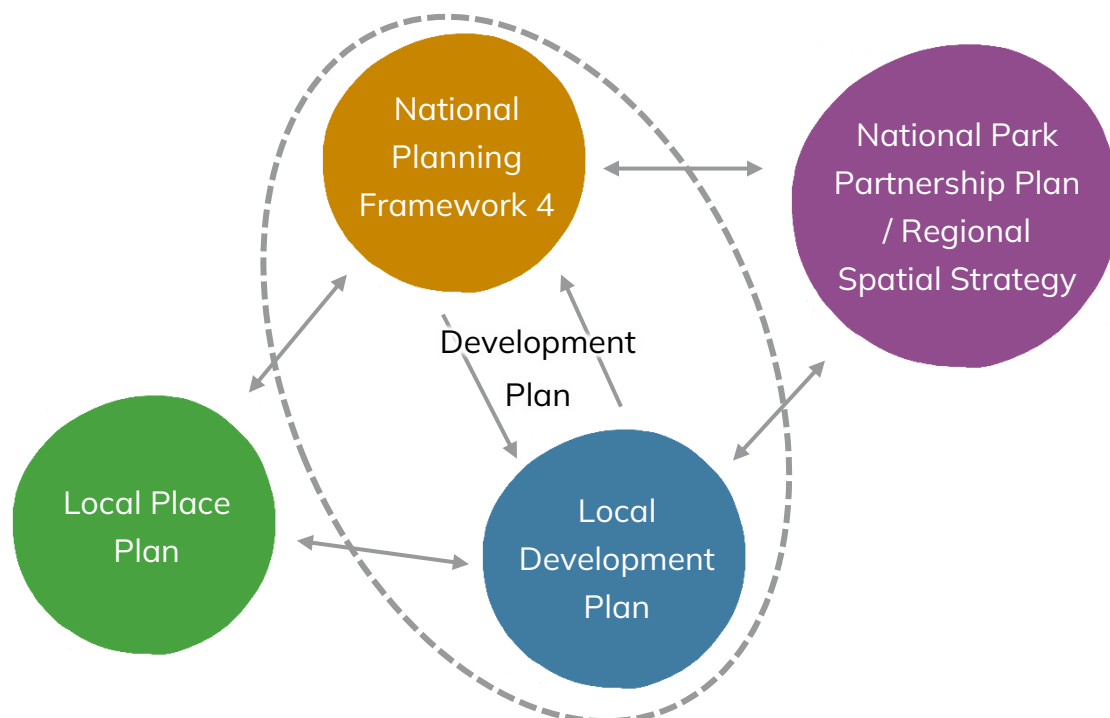 National
Planning
Framework 4
National Park
Partnership Plan
/ Regional
Spatial Strategy
Development
Plan
Local Place
Plan
Local
Development
Plan